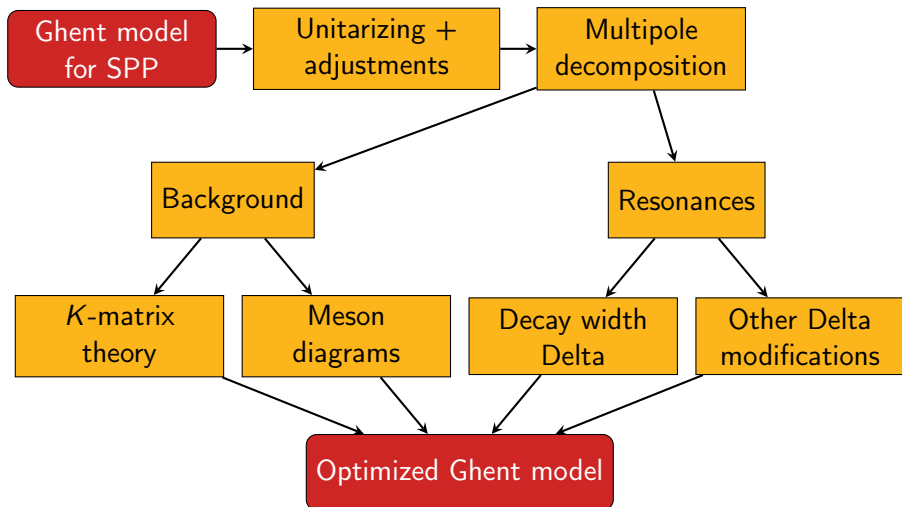 Ghent model
for SPP
Unitarizing +
adjustments
Multipole
decomposition
Background
Resonances
K-matrix
theory
Meson
diagrams
Decay width
Delta
Other Delta
modifications
Optimized Ghent model